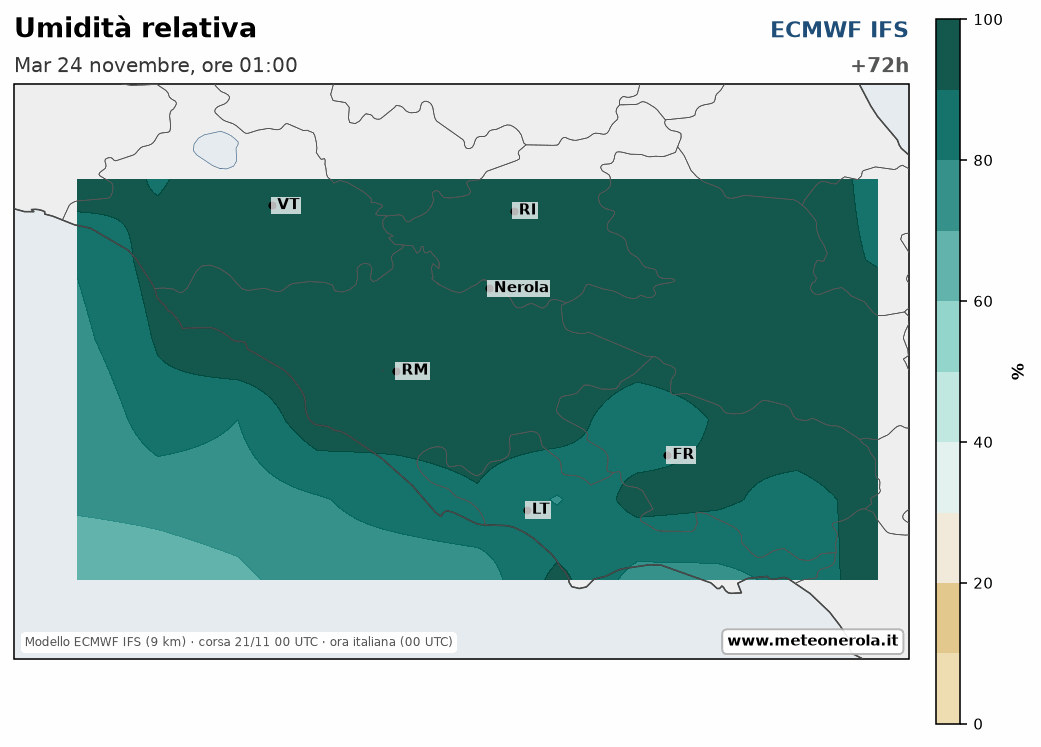 Umidità relativa
ECMWF IFS
Mar 24 novembre, ore 01:00
+72h
100
80
60
40
20
0
%
VT
RI
Nerola
RM
FR
LT
Modello ECMWF IFS (9 km) · corsa 21/11 00 UTC · ora italiana (00 UTC)
www.meteonerola.it